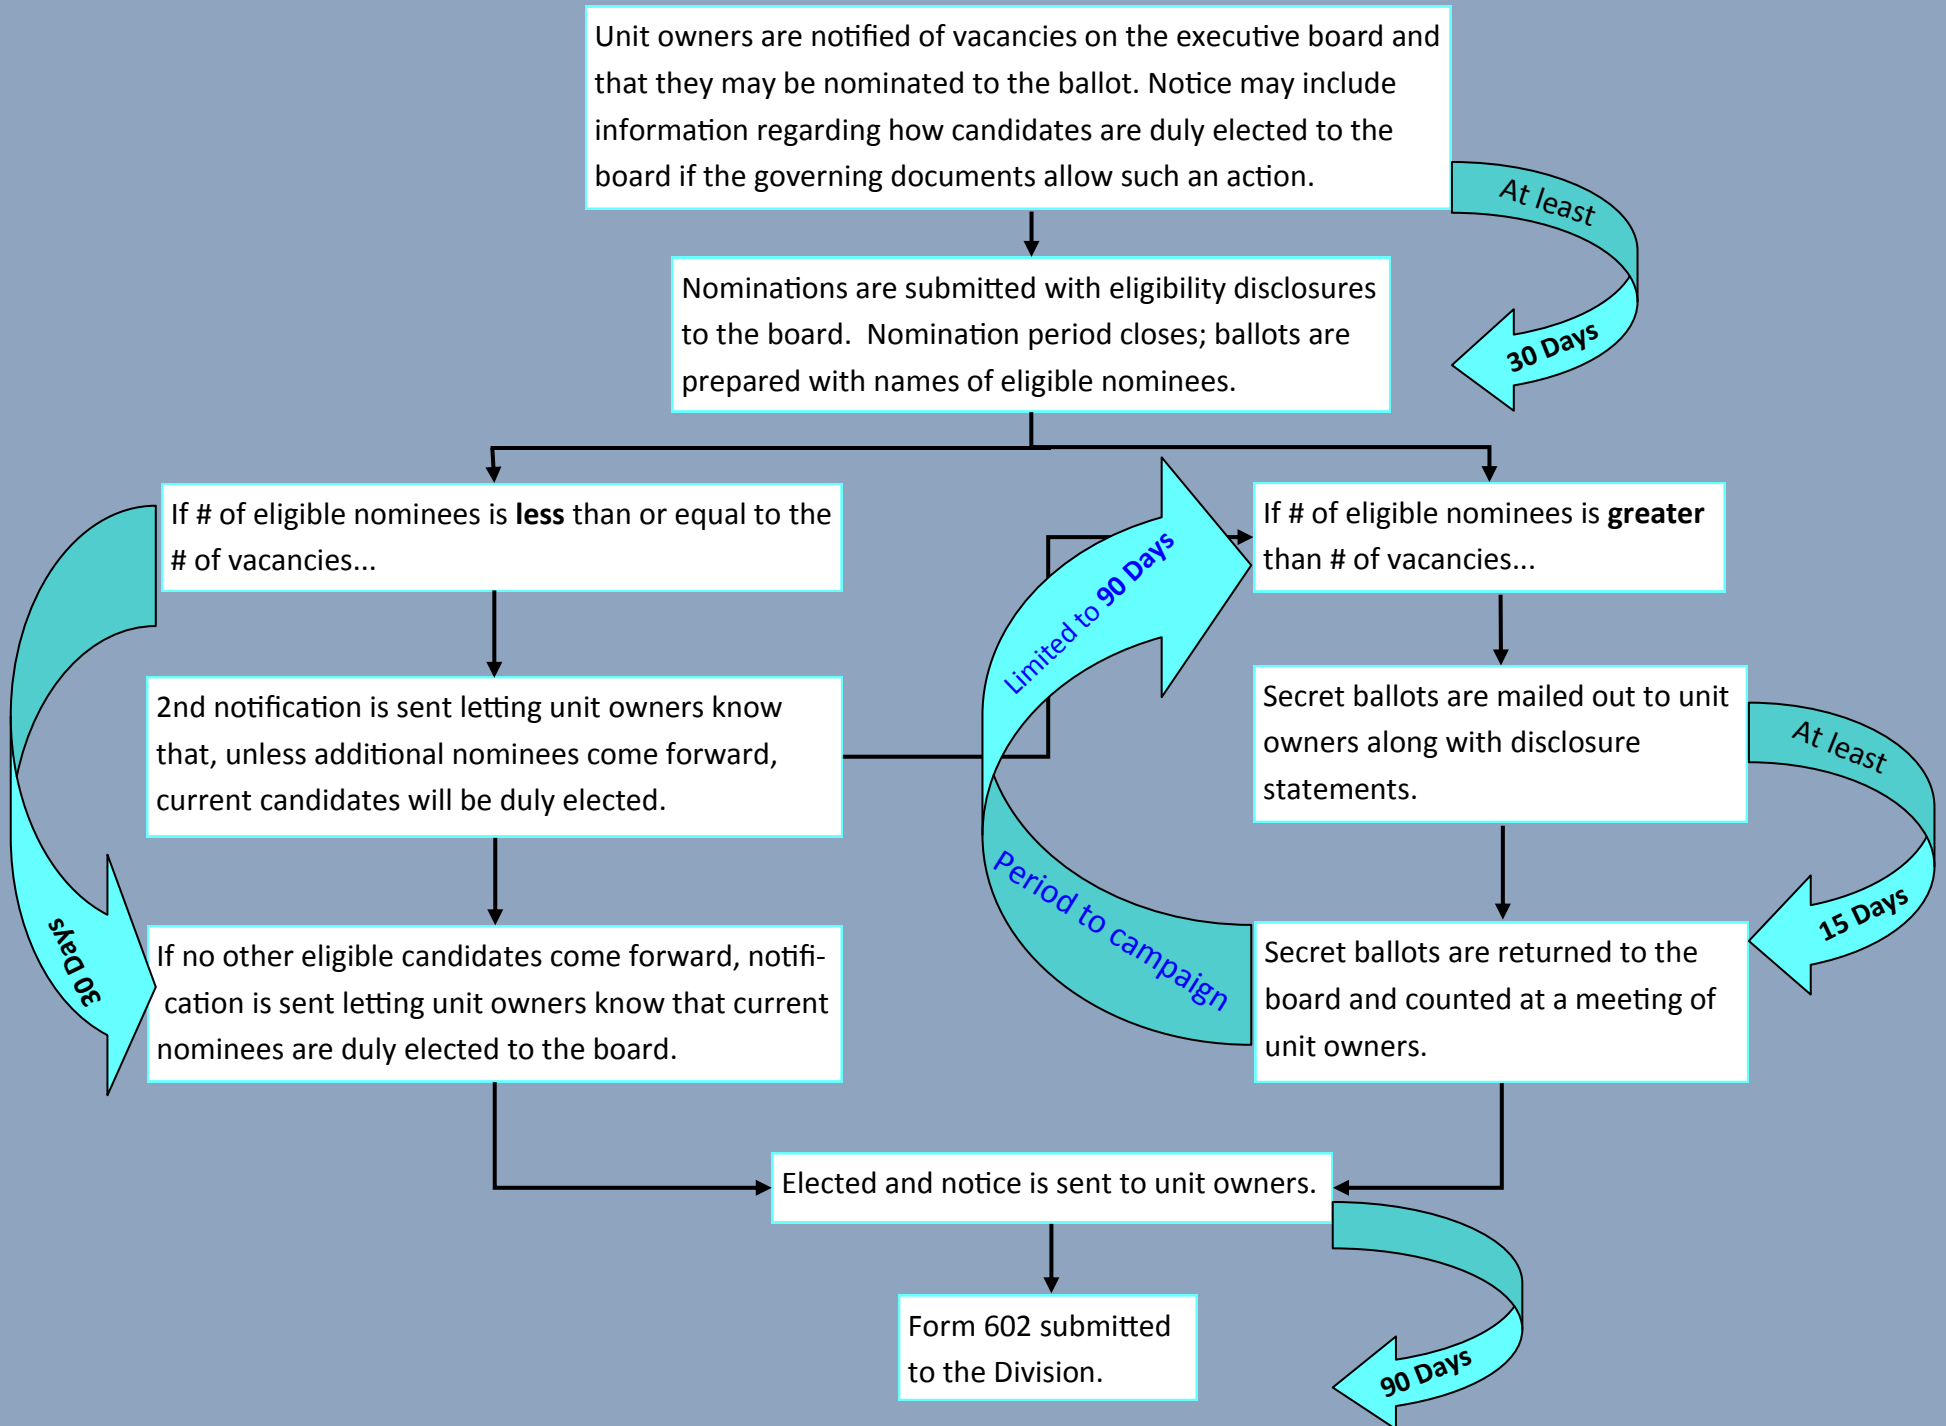 Unit owners are notified of vacancies on the executive board and
that they may be nominated to the ballot. Notice may include
information regarding how candidates are duly elected to the
board if the governing documents allow such an action.
At least
30 Days
Nominations are submitted with eligibility disclosures
to the board.  Nomination period closes; ballots are
prepared with names of eligible nominees.
If # of eligible nominees is less than or equal to the
# of vacancies...
If # of eligible nominees is greater
than # of vacancies...
Limited to 90 Days
Period to campaign
2nd notification is sent letting unit owners know
that, unless additional nominees come forward,
current candidates will be duly elected.
Secret ballots are mailed out to unit
owners along with disclosure
statements.
At least
15 Days
30 Days
If no other eligible candidates come forward, notifi-
cation is sent letting unit owners know that current
nominees are duly elected to the board.
Secret ballots are returned to the
board and counted at a meeting of
unit owners.
Elected and notice is sent to unit owners.
90 Days
Form 602 submitted
to the Division.